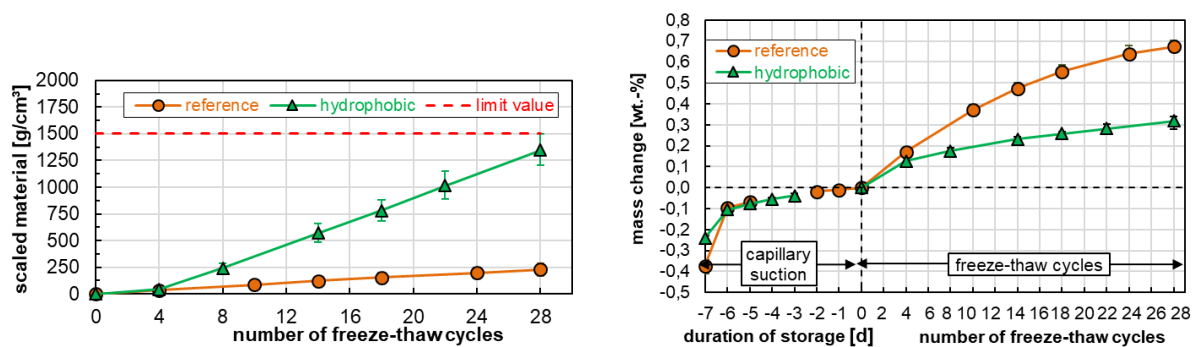 2000
1750
1500
1250
1000
750
500
250
0
scaled material [g/cm³]
reference hydrophobic limit value
0 4 8 12 16 20 24 28
number of freeze-thaw cycles
0,8
0,7
0,6
0,5
0,4
0,3
0,2
0,1
0,0
-0,1
-0,2
-0,3
-0,4
-0,5
mass change [wt.-%]
reference
hydrophobic
capillary
suction
freeze-thaw cycles
-7 -6 -5 -4 -3 -2 -1 0 2 4 6 8 10 12 14 16 18 20 22 24 26 28
duration of storage [d] number of freeze-thaw cycles